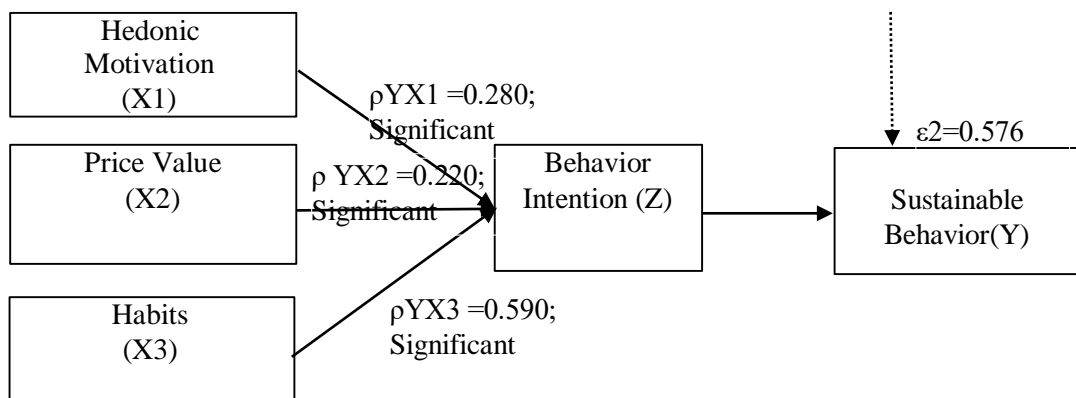 Hedonic
Motivation
(X1)
ρYX1 =0.280;
Significant
ε2=0.576
Price Value
(X2)
ρ YX2 =0.220;
Significant
Behavior
Intention (Z)
Sustainable
Behavior(Y)
Habits
(X3)
ρYX3 =0.590;
Significant